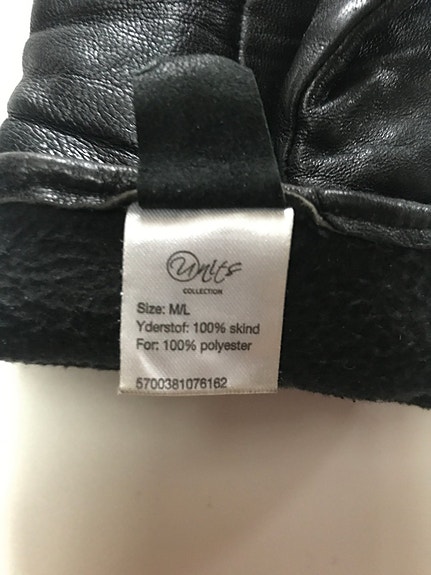 Units
COLLECTION
Size: M/L
Yderstof: 100% skind
For: 100% polyester
5700381076162